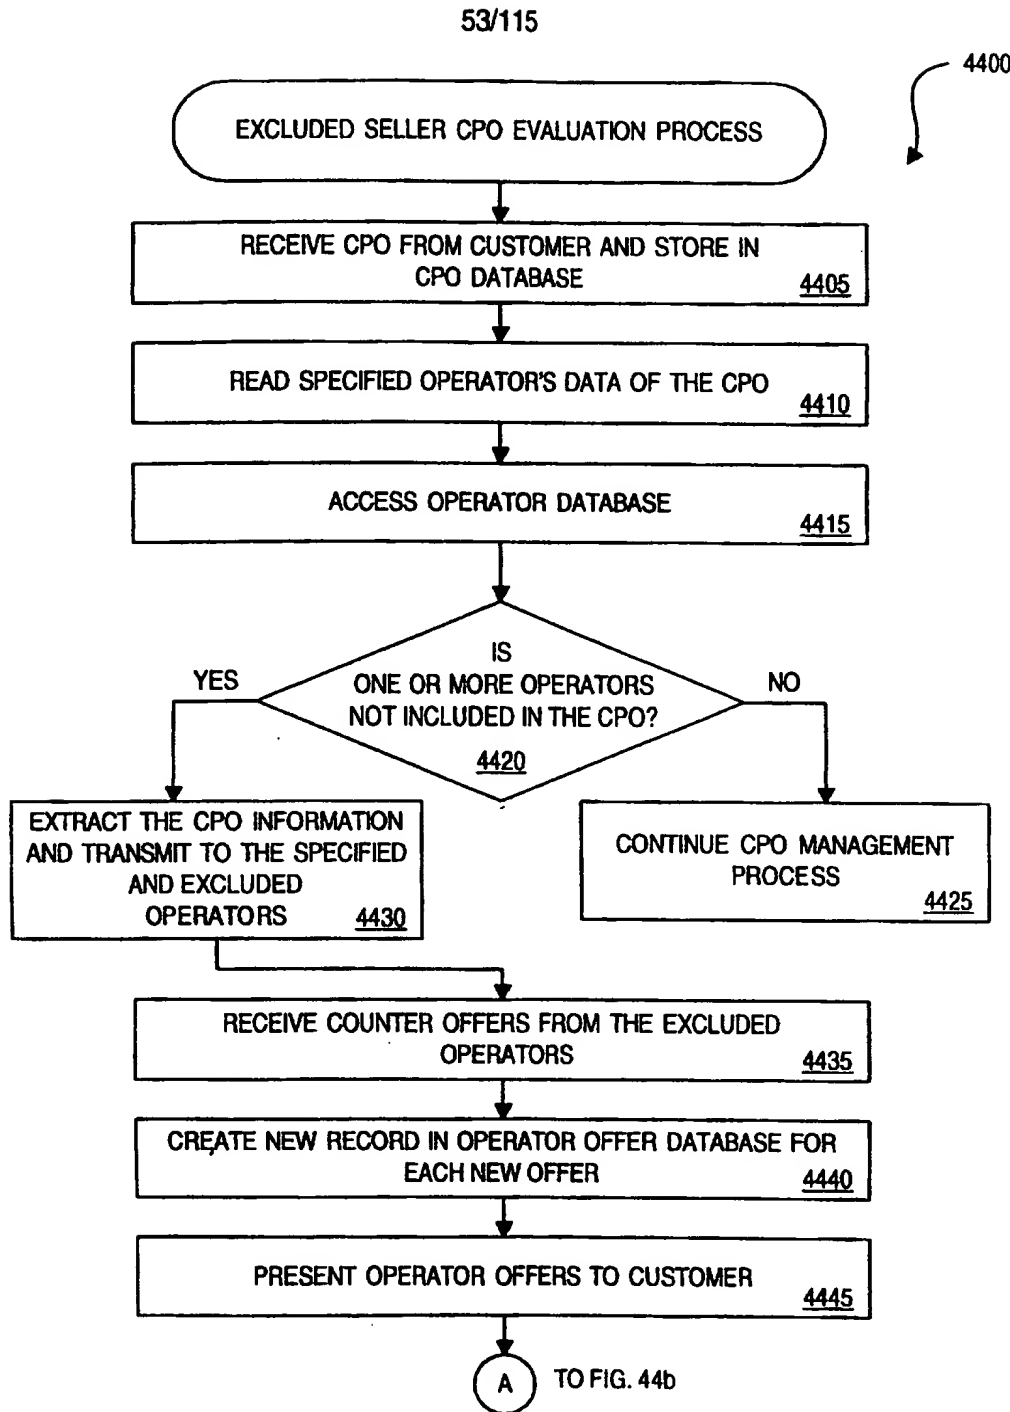 53/115
4400
EXCLUDED SELLER CPO EVALUATION PROCESS
RECEIVE CPO FROM CUSTOMER AND STORE IN
CPO DATABASE
4405
READ SPECIFIED OPERATOR'S DATA OF THE CPO
4410
ACCESS OPERATOR DATABASE
4415
IS
ONE OR MORE OPERATORS
NOT INCLUDED IN THE CPO?
4420
YES
NO
EXTRACT THE CPO INFORMATION
AND TRANSMIT TO THE SPECIFIED
AND EXCLUDED
OPERATORS 4430
CONTINUE CPO MANAGEMENT
PROCESS
4425
RECEIVE COUNTER OFFERS FROM THE EXCLUDED
OPERATORS 4435
CREATE NEW RECORD IN OPERATOR OFFER DATABASE FOR
EACH NEW OFFER 4440
PRESENT OPERATOR OFFERS TO CUSTOMER
4445
A TO FIG. 44b